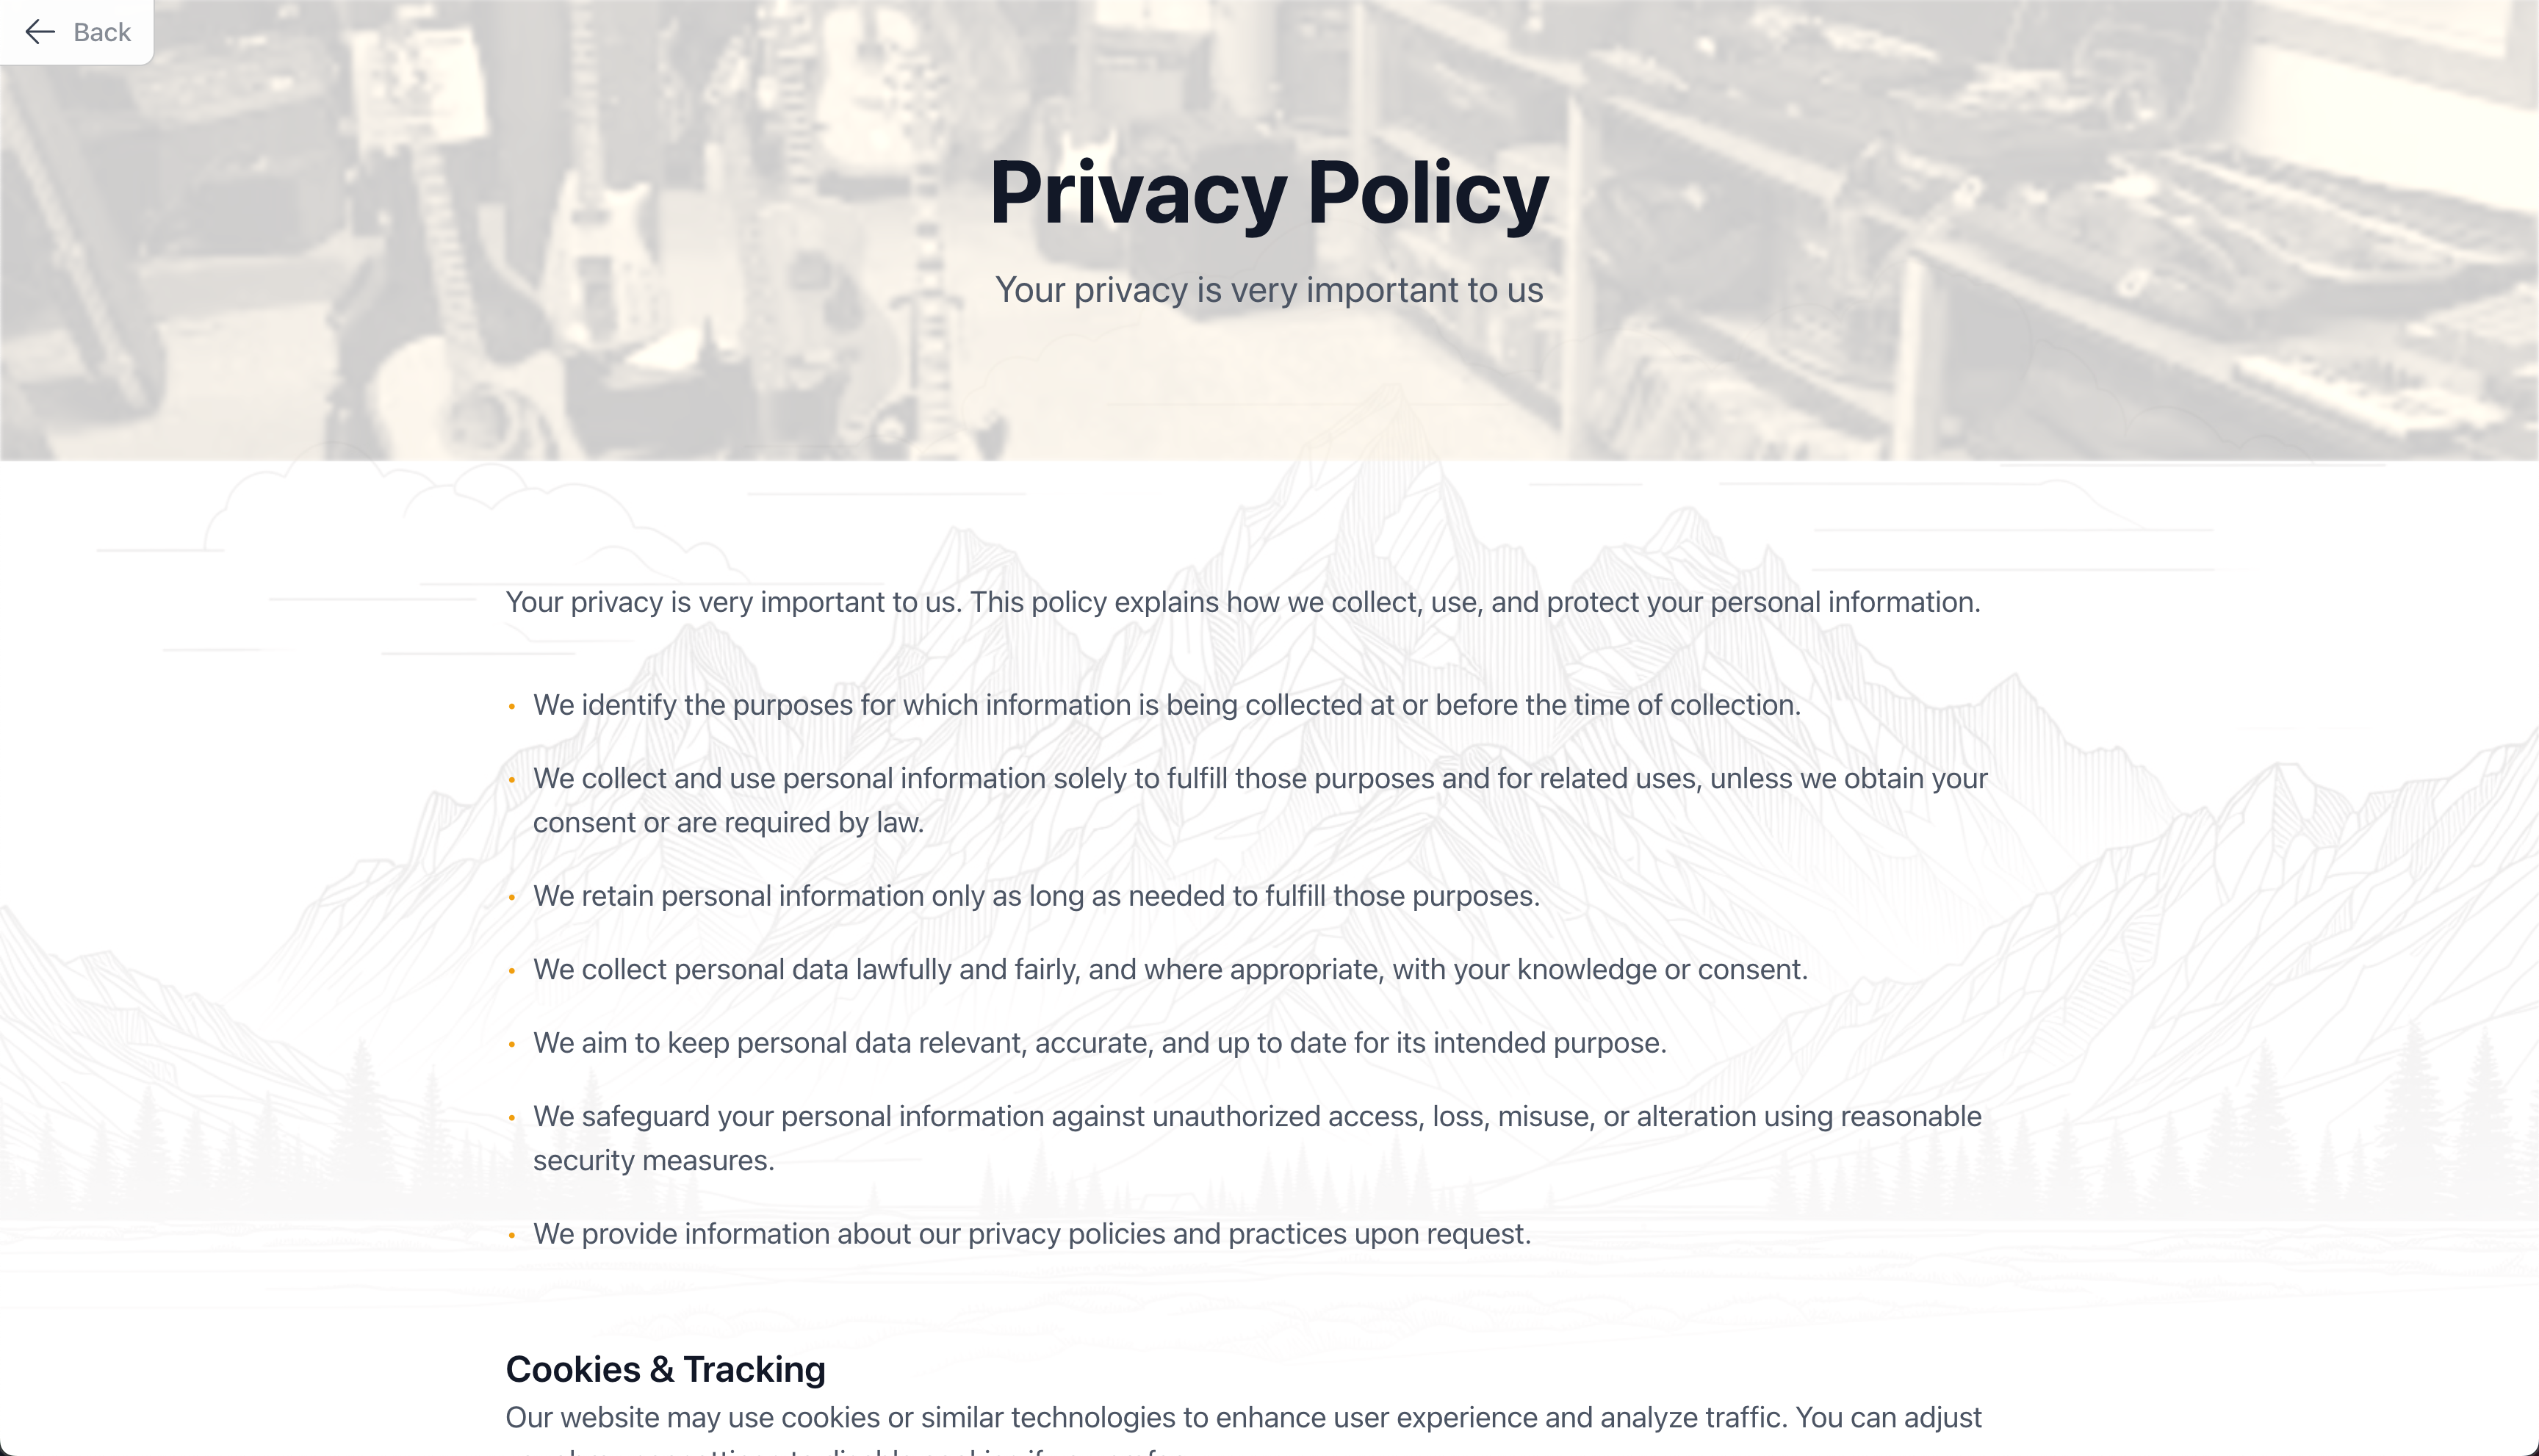 Back
Privacy Policy
Your privacy is very important to us
Your privacy is very important to us. This policy explains how we collect, use, and protect your personal information.
• We identify the purposes for which information is being collected at or before the time of collection.
• We collect and use personal information solely to fulfill those purposes and for related uses, unless we obtain your
consent or are required by law.
• We retain personal information only as long as needed to fulfill those purposes.
• We collect personal data lawfully and fairly, and where appropriate, with your knowledge or consent.
• We aim to keep personal data relevant, accurate, and up to date for its intended purpose.
• We safeguard your personal information against unauthorized access, loss, misuse, or alteration using reasonable
security measures.
• We provide information about our privacy policies and practices upon request.
Cookies & Tracking
Our website may use cookies or similar technologies to enhance user experience and analyze traffic. You can adjust